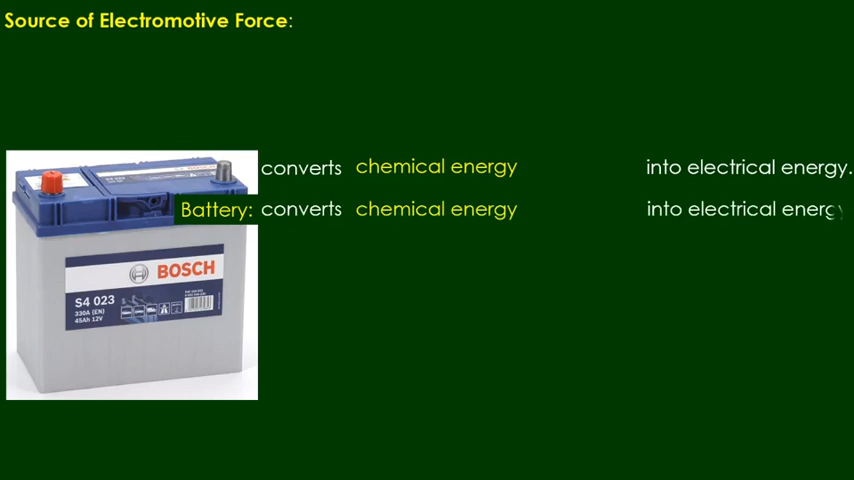 Source of Electromotive Force:
converts chemical energy into electrical energy.
Battery: converts chemical energy into electrical energy
BOSCH
S4 023
330A (EN)
45Ah 12V